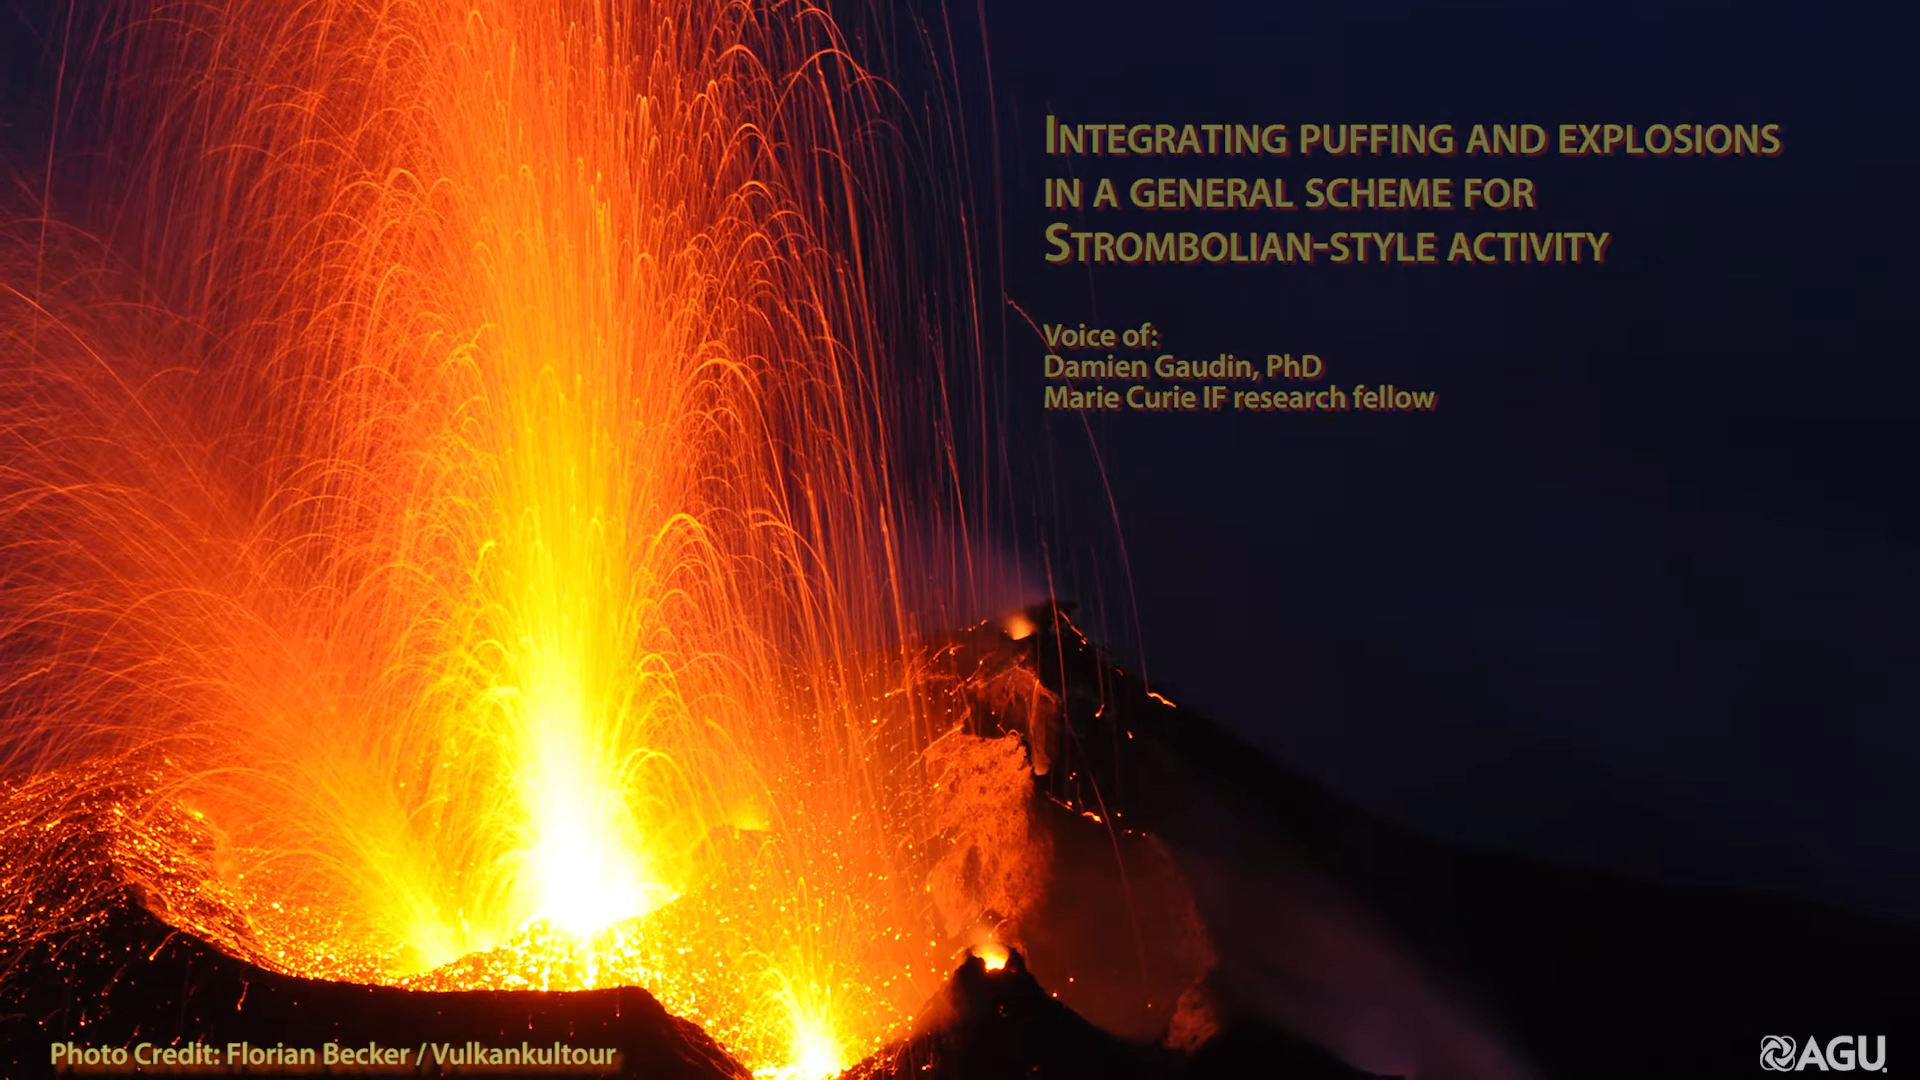 INTEGRATING PUFFING AND EXPLOSIONS
IN A GENERAL SCHEME FOR
STROMBOLIAN-STYLE ACTIVITY
Voice of:
Damien Gaudin, PhD
Marie Curie IF research fellow
Photo Credit: Florian Becker / Vulkankultour
AGU